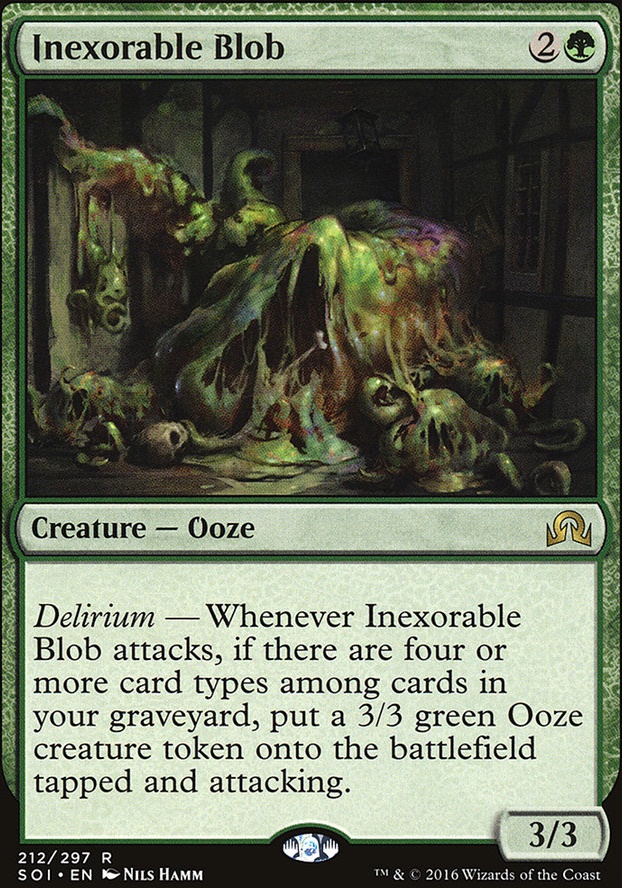 Inexorable Blob 2
Creature — Ooze
Delirium — Whenever Inexorable
Blob attacks, if there are four or
more card types among cards in
your graveyard, put a 3/3 green Ooze
creature token onto the battlefield
tapped and attacking.
3/3
212/297 R
SOI • EN Nils Hamm
™ & © 2016 Wizards of the Coast